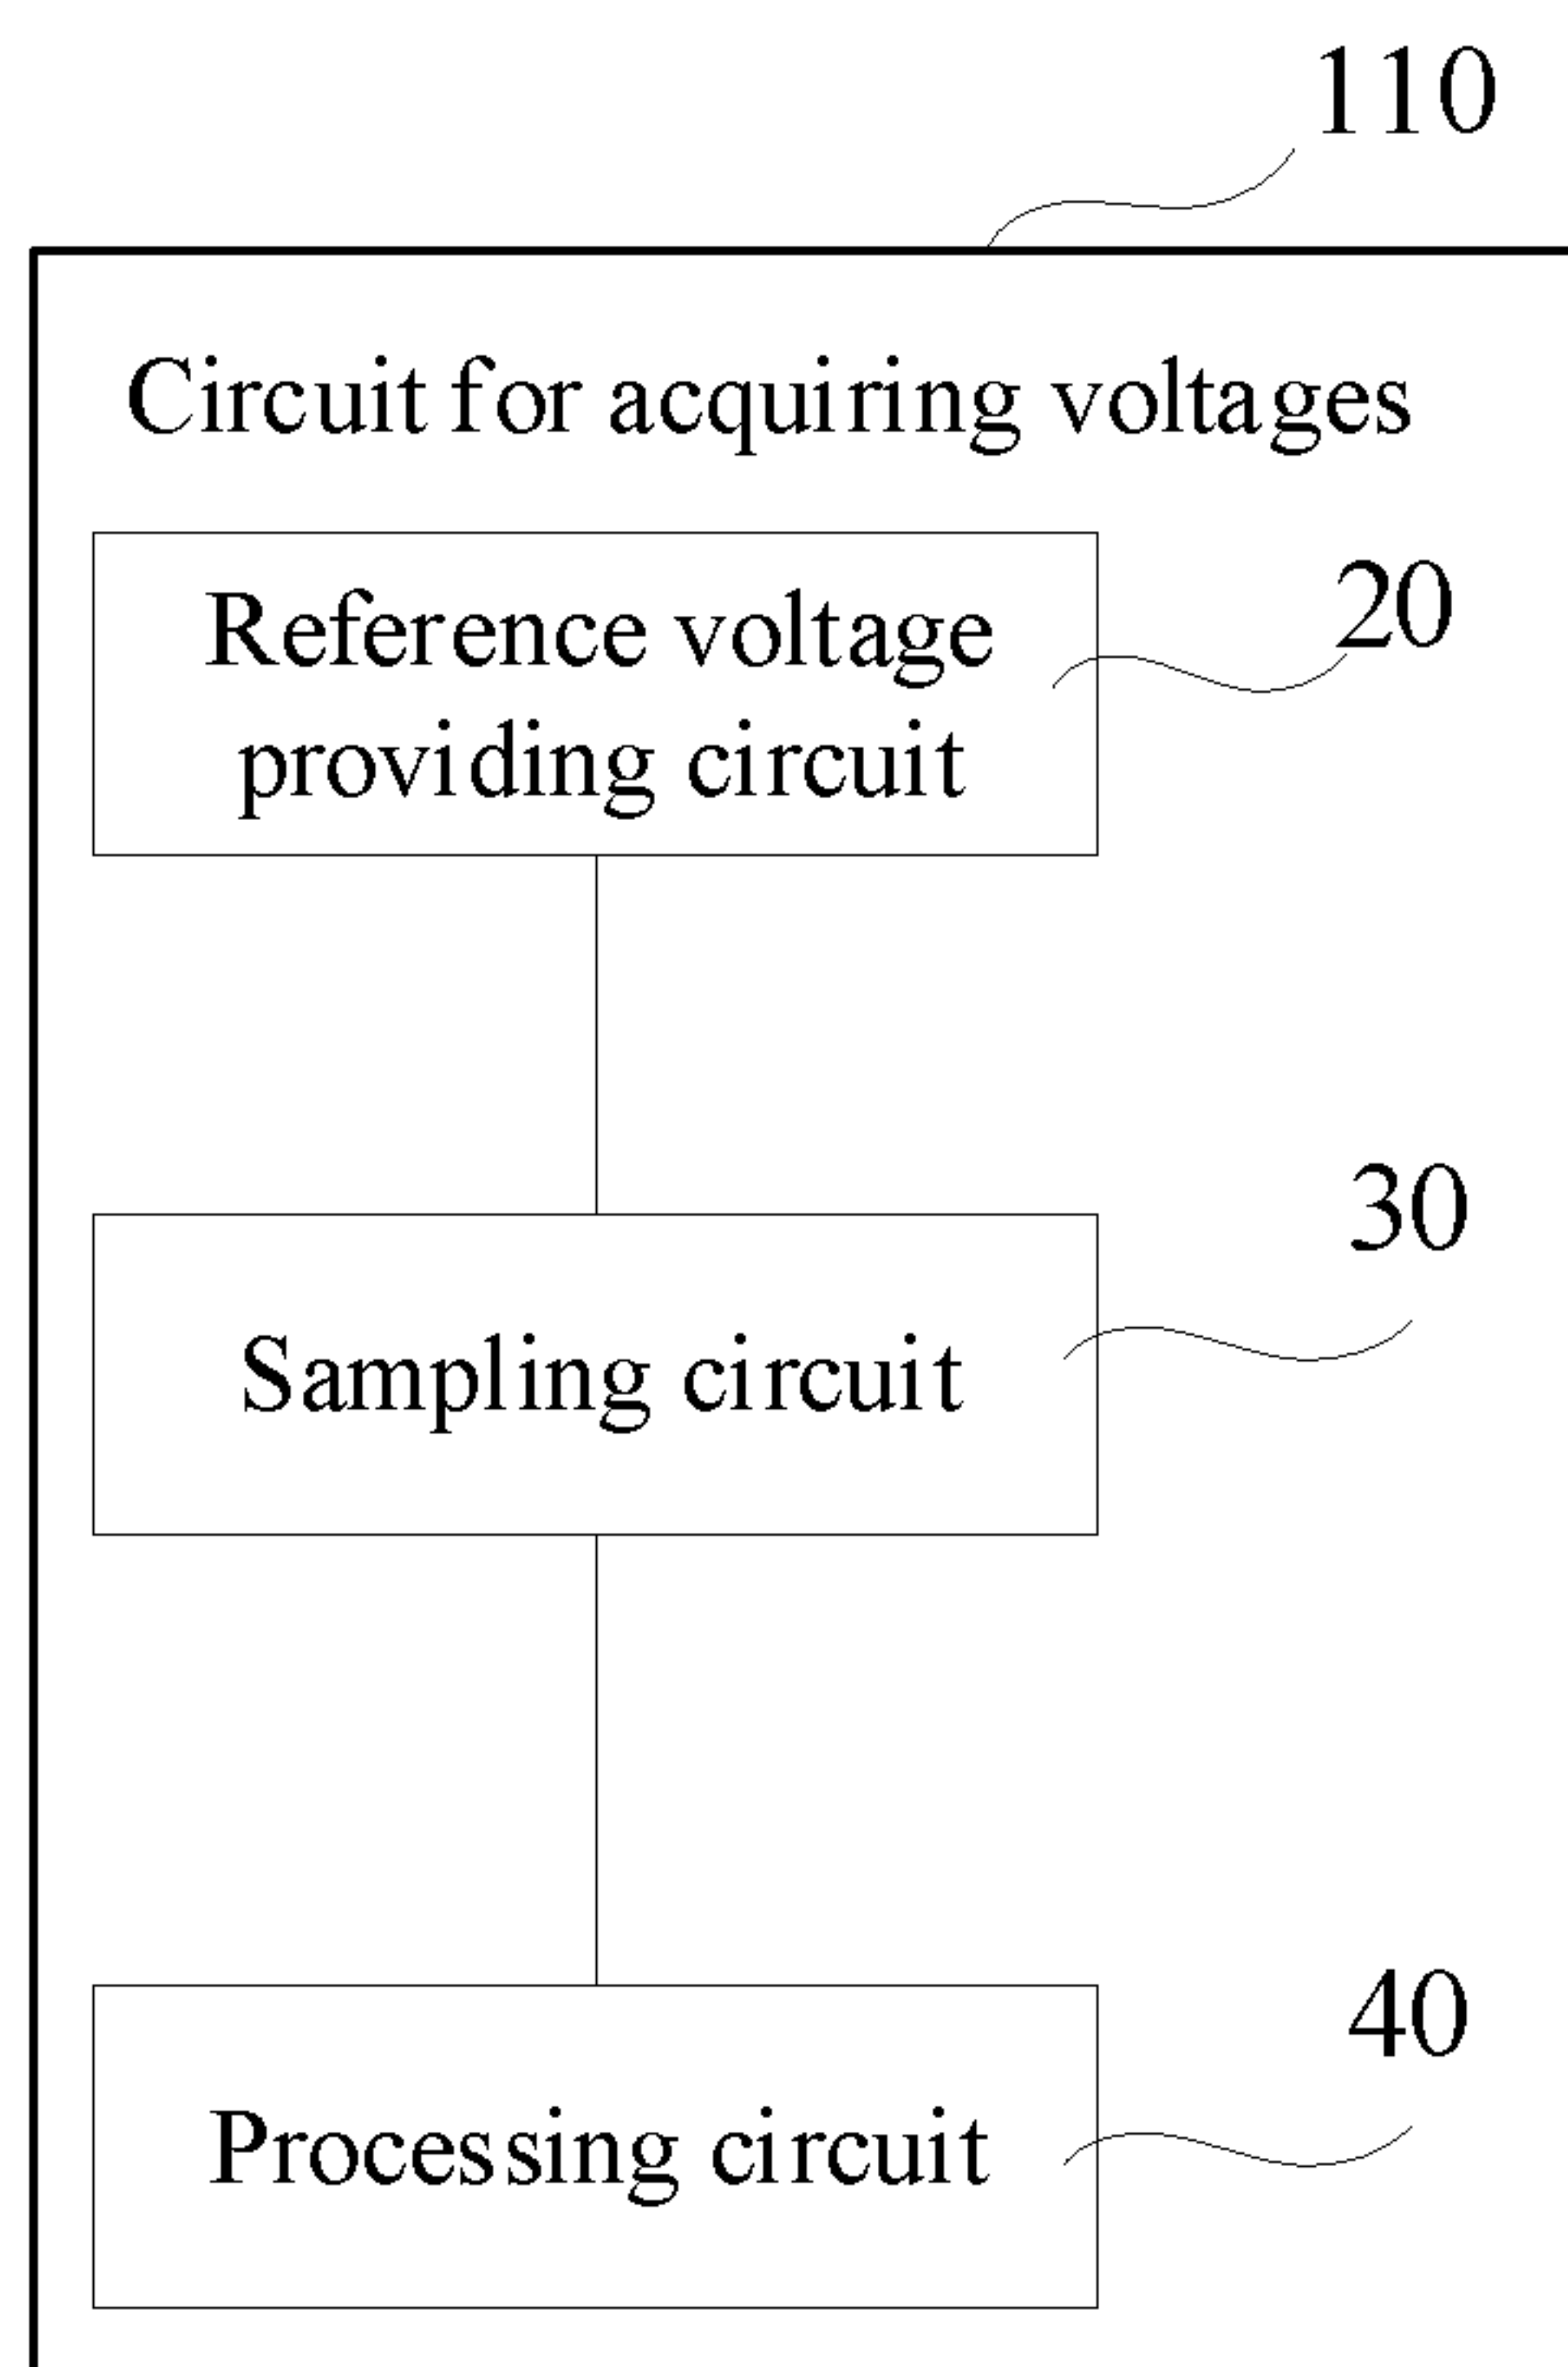 110
Circuit for acquiring voltages
Reference voltage
providing circuit
20
30
Sampling circuit
40
Processing circuit